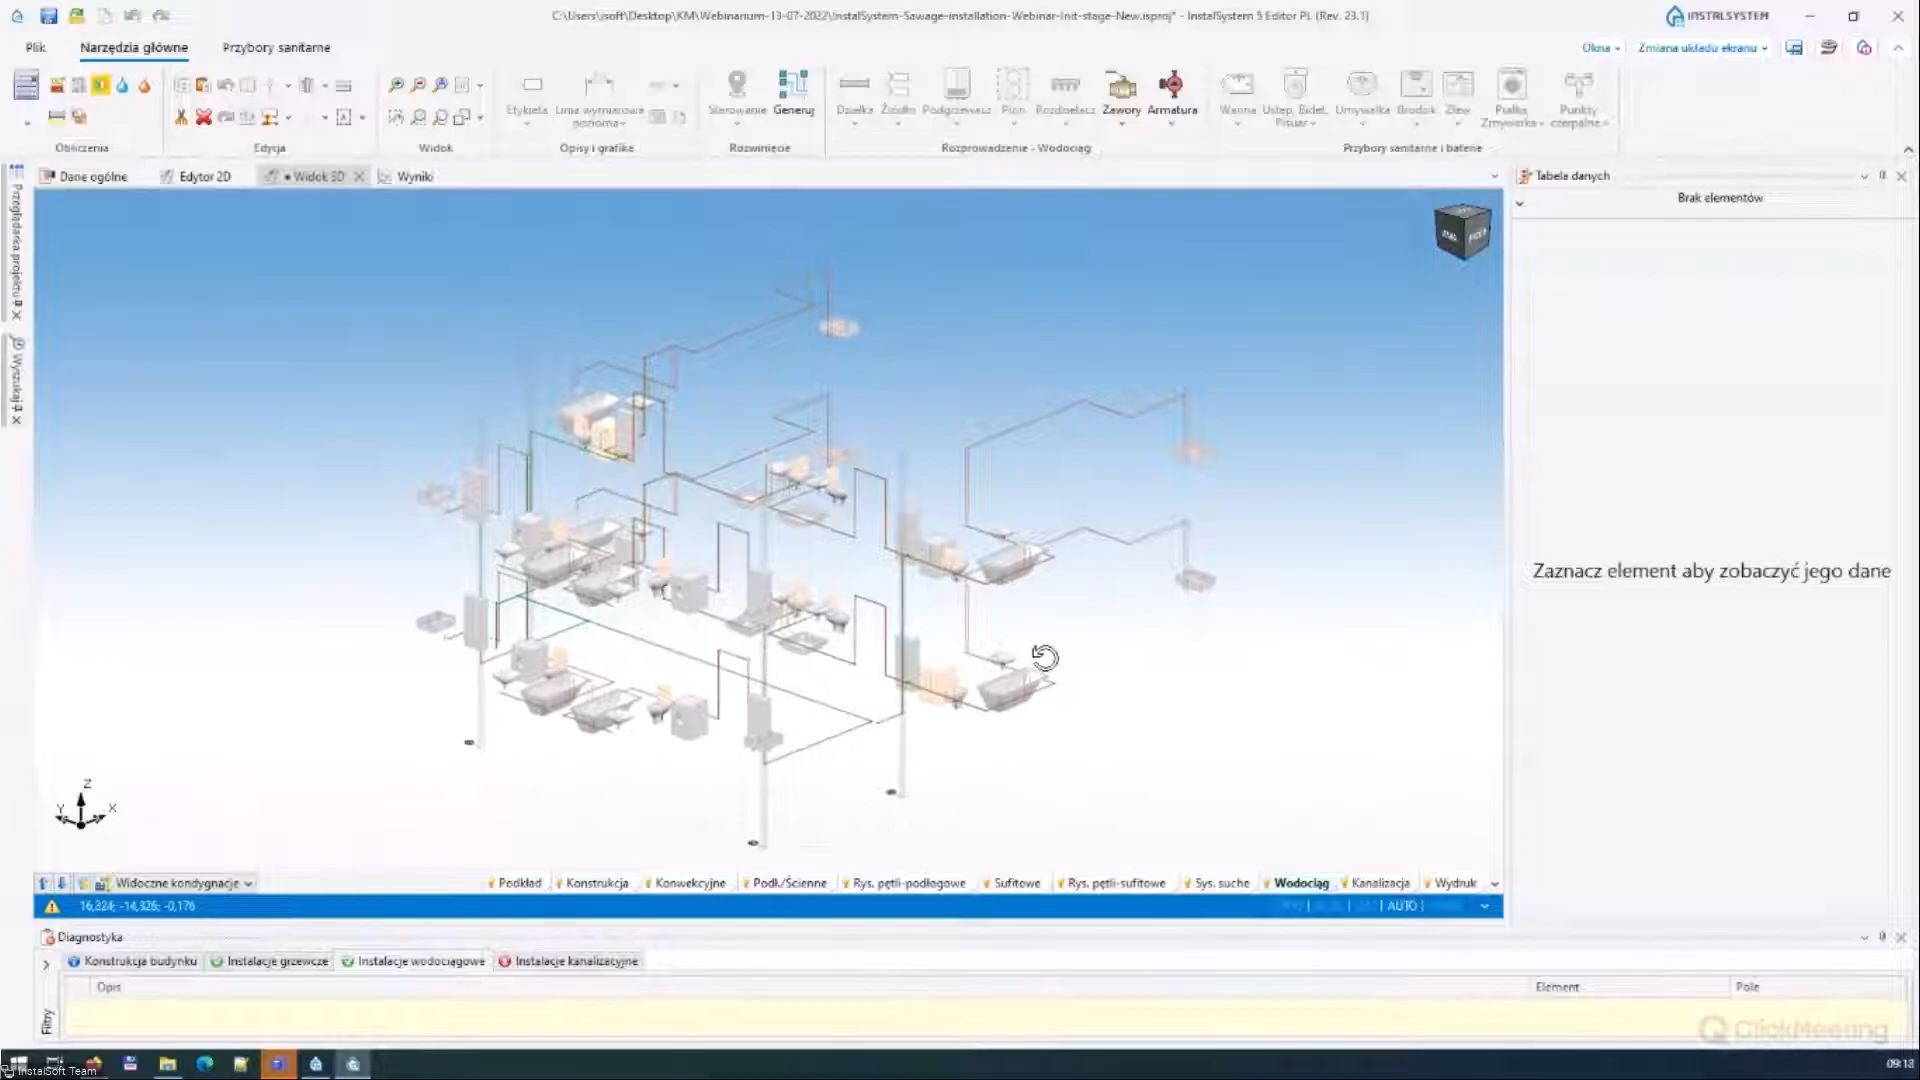 C:\Users\isoft\Desktop\KM\Webinarium-13-07-2022\InstalSystem-Sawage-installation-Webinar-Init-stage-New.isproj* - InstalSystem 5 Editor PL (Rev. 23.1)
INSTALSYSTEM
Plik Narzędzia główne Przybory sanitarne
Okna Zmiana układu ekranu
Etykieta Linia wymiarowa pozioma Sterowanie Generuj Działka Źródło Podgrzewacz Pion Rozdzielacz Zawory Armatura Wanna Ustęp, Bidet, Pisuar Umywalka Brodzik Zlew Pralka, Zmywarka Punkty czerpalne
Obliczenia Edycja Widok Opisy i grafika Rozwinięcie Rozprowadzenie - Wodociąg Przybory sanitarne i baterie
Przeglądarka projektu
Wyszukaj
Dane ogólne Edytor 2D Widok 3D Wyniki
Tabela danych
Brak elementów
Zaznacz element aby zobaczyć jego dane
Z
Y X
Widoczne kondygnacje Podkład Konstrukcja Konwekcyjne Podł./Ścienne Rys. pętli-podłogowe Sufitowe Rys. pętli-sufitowe Sys. suche Wodociąg Kanalizacja Wydruk
16,324; -14,326; -0,176 AUTO
Diagnostyka
Konstrukcja budynku Instalacje grzewcze Instalacje wodociągowe Instalacje kanalizacyjne
Opis Element Pole
Filtry
ClickMeeting
InstalSoft Team
09:13